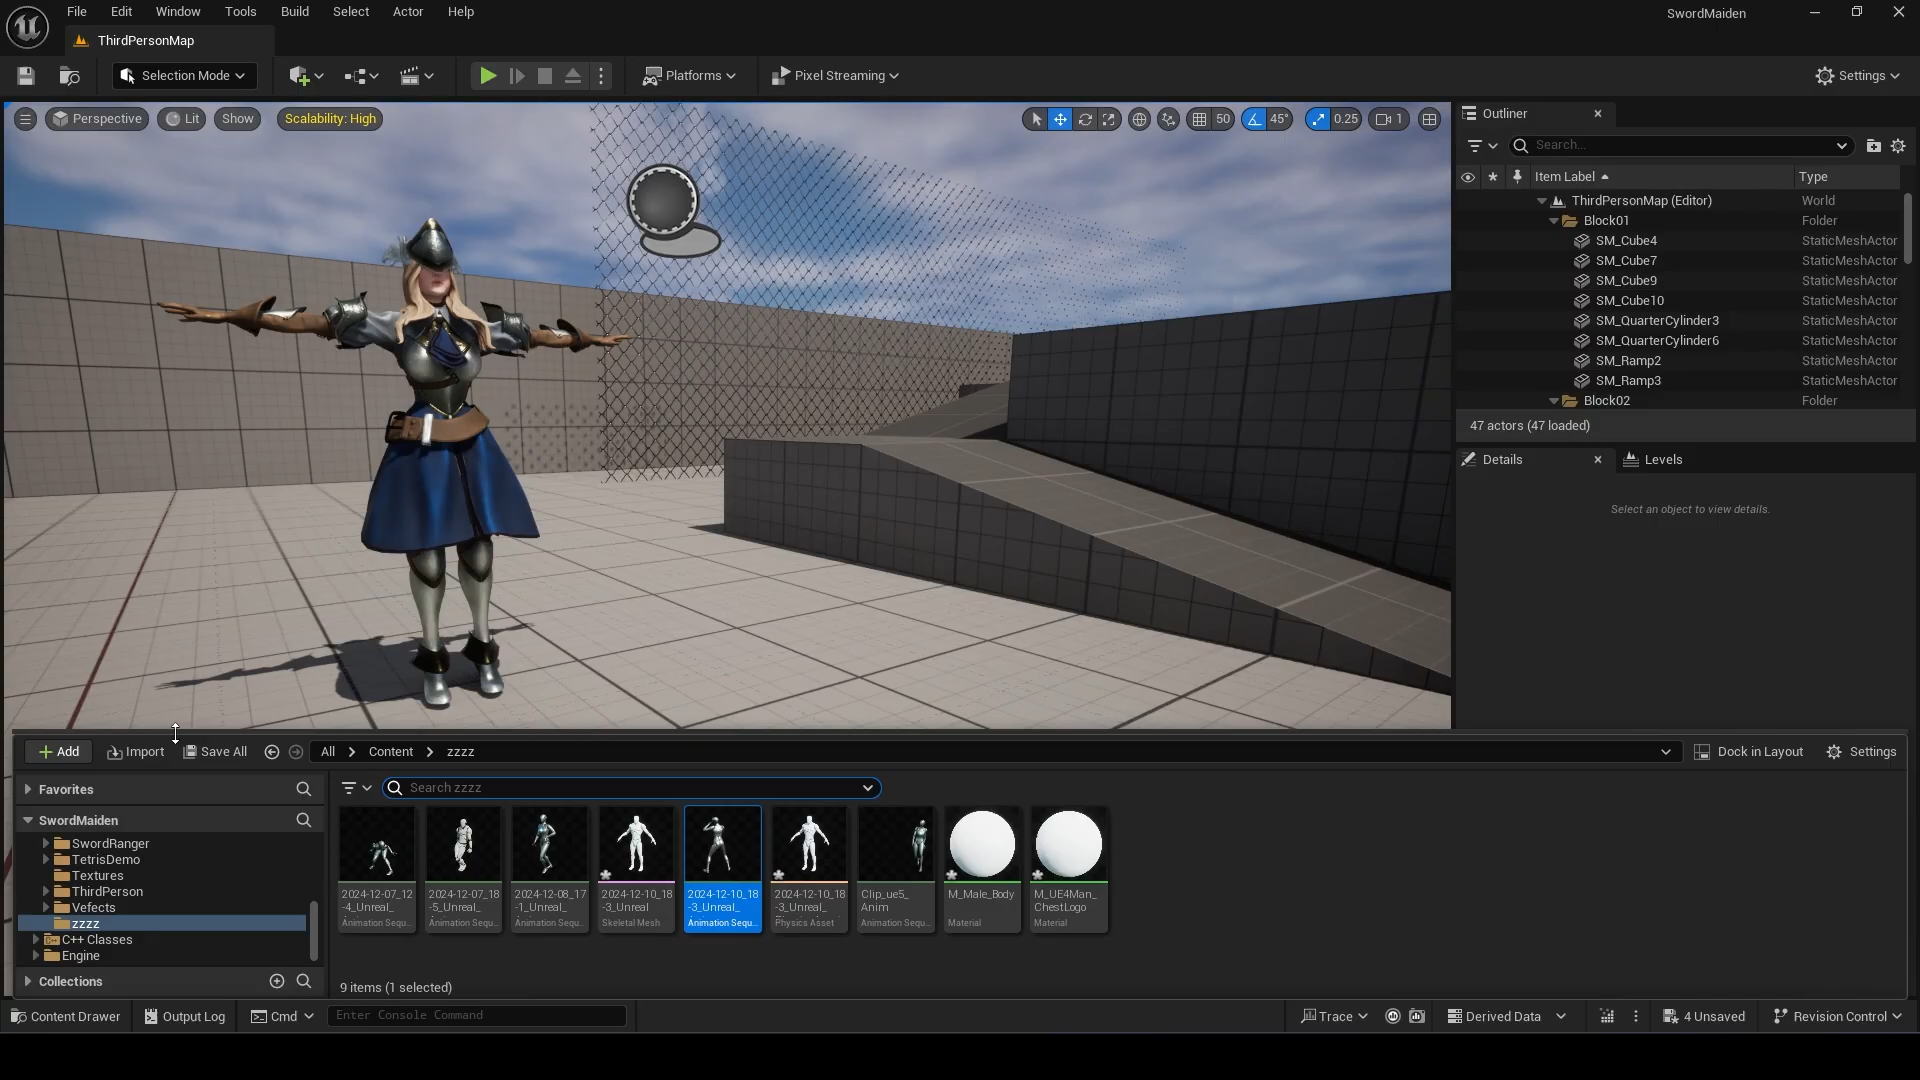 File Edit Window Tools Build Select Actor Help
SwordMaiden
ThirdPersonMap
Selection Mode
Platforms
Pixel Streaming
Settings
Perspective
Lit
Show
Scalability: High
50
45°
0.25
1
Outliner
Search...
Item Label
Type
ThirdPersonMap (Editor) World
Block01 Folder
SM_Cube4 StaticMeshActor
SM_Cube7 StaticMeshActor
SM_Cube9 StaticMeshActor
SM_Cube10 StaticMeshActor
SM_QuarterCylinder3 StaticMeshActor
SM_QuarterCylinder6 StaticMeshActor
SM_Ramp2 StaticMeshActor
SM_Ramp3 StaticMeshActor
Block02 Folder
47 actors (47 loaded)
Details
Levels
Select an object to view details.
Add
Import
Save All
All
Content
zzzz
Dock in Layout
Settings
Favorites
SwordMaiden
SwordRanger
TetrisDemo
Textures
ThirdPerson
Vefects
zzzz
C++ Classes
Engine
Collections
Search zzzz
2024-12-07_12
-4_Unreal_
Animation Sequ...
2024-12-07_18
-5_Unreal_
Animation Sequ...
2024-12-08_17
-1_Unreal_
Animation Sequ...
2024-12-10_18
-3_Unreal
Skeletal Mesh
2024-12-10_18
-3_Unreal_
Animation Sequ...
2024-12-10_18
-3_Unreal_
Physics Asset
Clip_ue5_
Anim
Animation Sequ...
M_Male_Body
Material
M_UE4Man_
ChestLogo
Material
9 items (1 selected)
Content Drawer
Output Log
Cmd
Enter Console Command
Trace
Derived Data
4 Unsaved
Revision Control